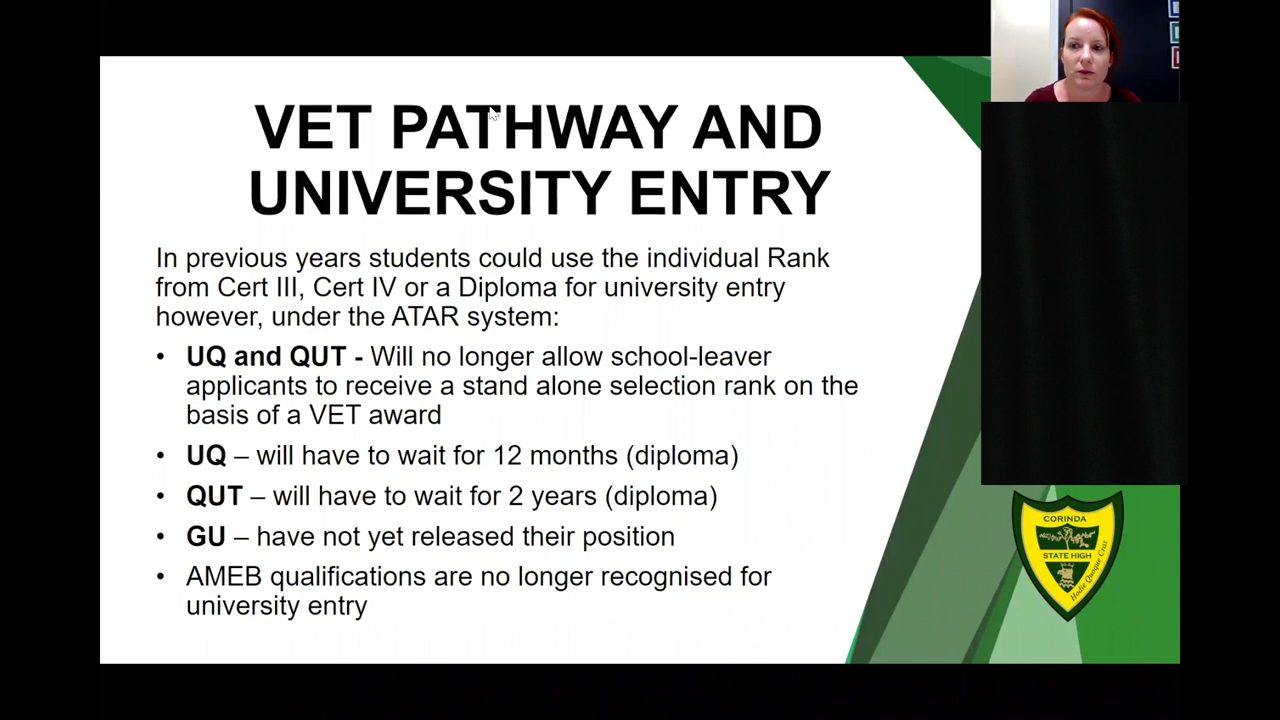 VET PATHWAY AND
UNIVERSITY ENTRY
In previous years students could use the individual Rank
from Cert III, Cert IV or a Diploma for university entry
however, under the ATAR system:
• UQ and QUT - Will no longer allow school-leaver
applicants to receive a stand alone selection rank on the
basis of a VET award
• UQ – will have to wait for 12 months (diploma)
• QUT – will have to wait for 2 years (diploma)
• GU – have not yet released their position
• AMEB qualifications are no longer recognised for
university entry
CORINDA
STATE HIGH
Hodie Quoque Cras